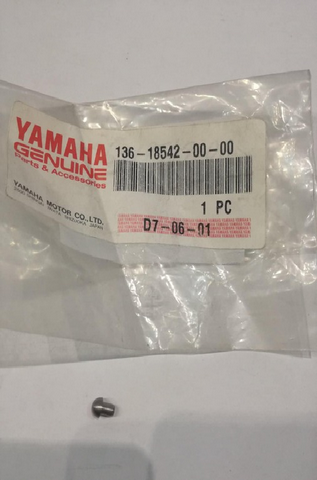 YAMAHA
GENUINE
Parts & Accessories
YAMAHA MOTOR CO., LTD.
136-18542-00-00
1 PC
D7-06-01